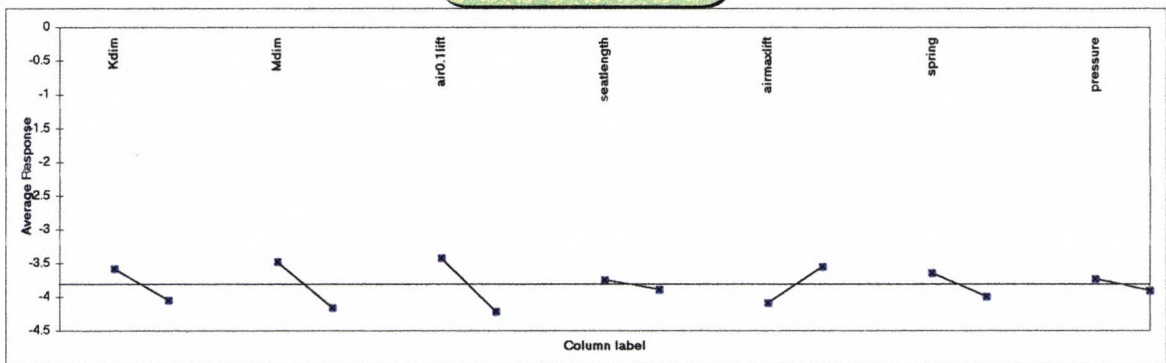 0
-0.5
-1
-1.5
-2
-2.5
-3
-3.5
-4
-4.5
Average Response
Kdim
Mdim
air0.1lift
seatlength
airmaxlift
spring
pressure
Column label